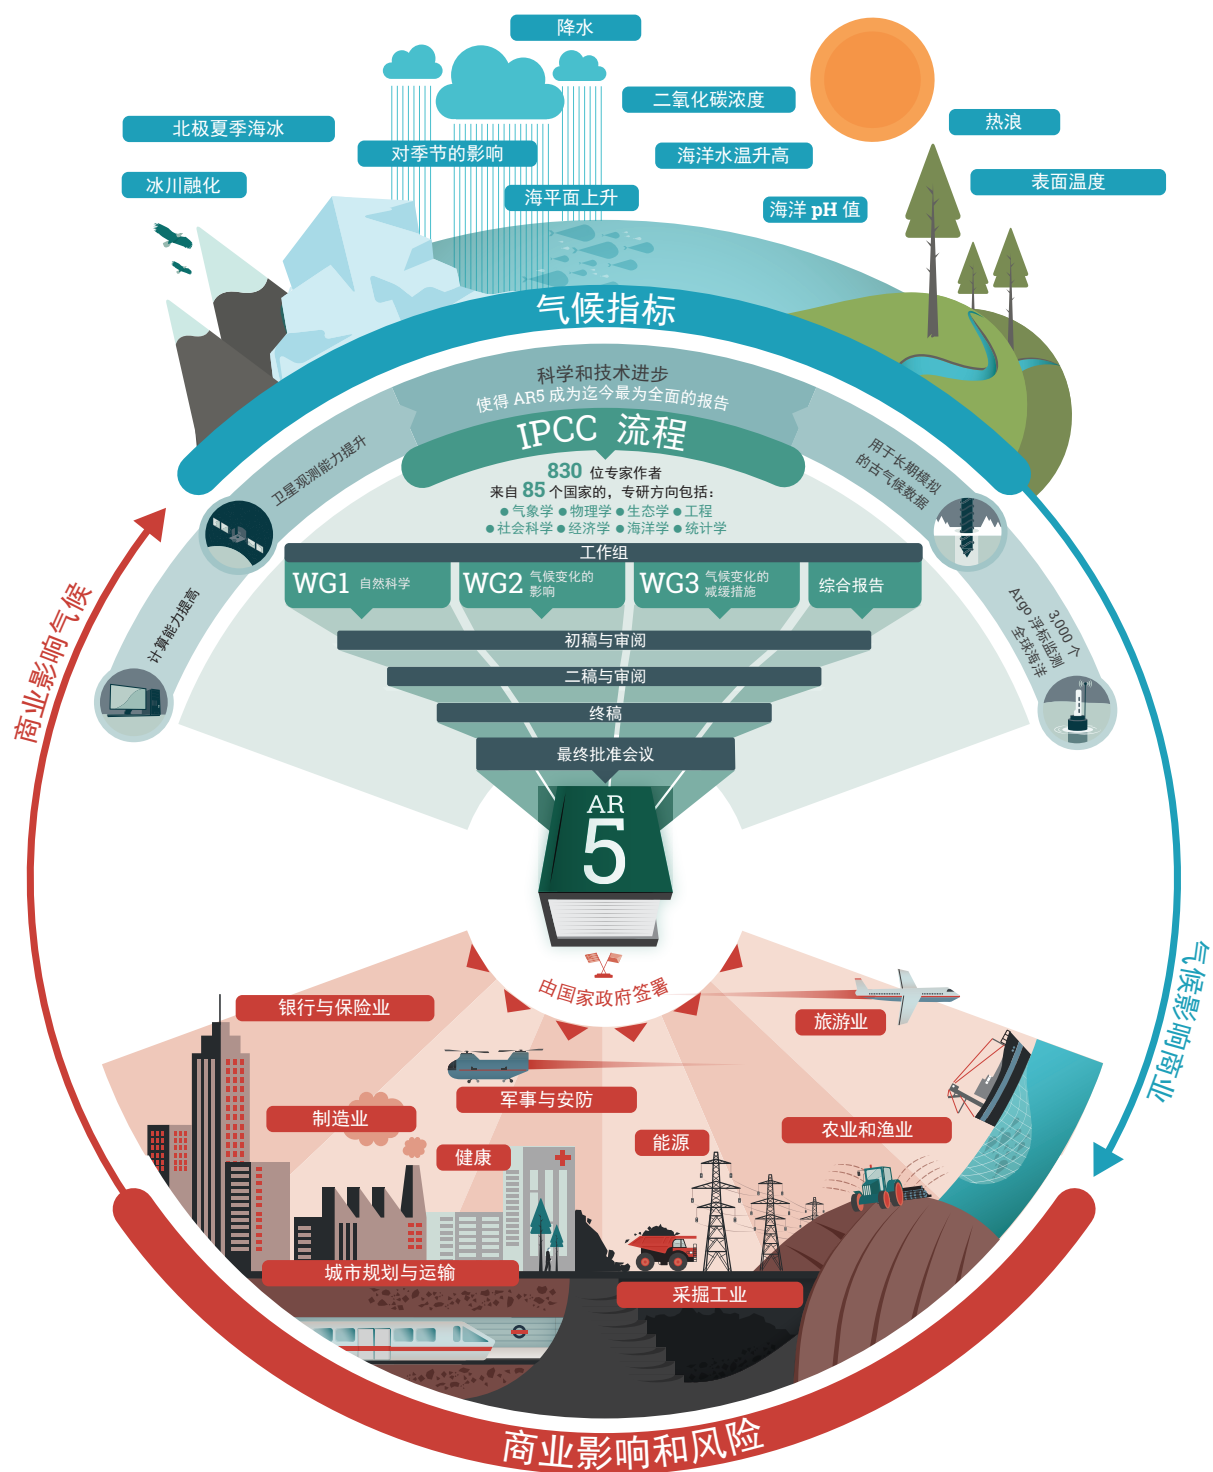 降水
二氧化碳浓度
热浪
北极夏季海冰
对季节的影响
海洋水温升高
冰川融化
海平面上升
海洋 pH 值
表面温度
气候指标
科学和技术进步
使得 AR5 成为迄今最为全面的报告
IPCC 流程
830 位专家作者
来自 85 个国家的，专研方向包括：
●气象学 ●物理学 ●生态学 ●工程
●社会科学 ●经济学 ●海洋学 ●统计学
卫星观测能力提升
计算能力提高
用于长期模拟
的古气候数据
3,000 个
Argo 浮标监测
全球海洋
工作组
WG1 自然科学
WG2 气候变化的
影响
WG3 气候变化的
减缓措施
综合报告
初稿与审阅
二稿与审阅
终稿
最终批准会议
AR
5
由国家政府签署
商业影响气候
气候影响商业
银行与保险业
旅游业
军事与安防
制造业
农业和渔业
健康
能源
城市规划与运输
采掘工业
商业影响和风险